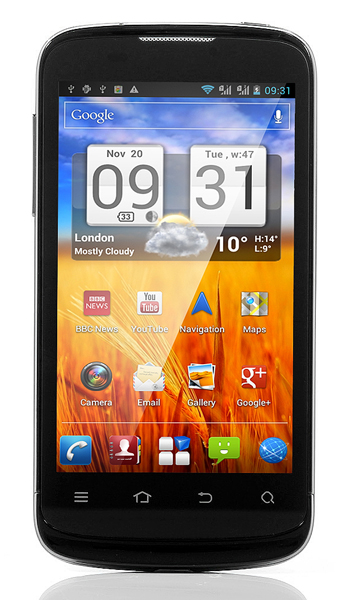 09:31
Google
Nov 20
Tue , w:47
09
31
33
London
Mostly Cloudy
10°
H:14°
L:9°
BBC
NEWS
You
Tube
g+
BBC News
YouTube
Navigation
Maps
Camera
Email
Gallery
Google+